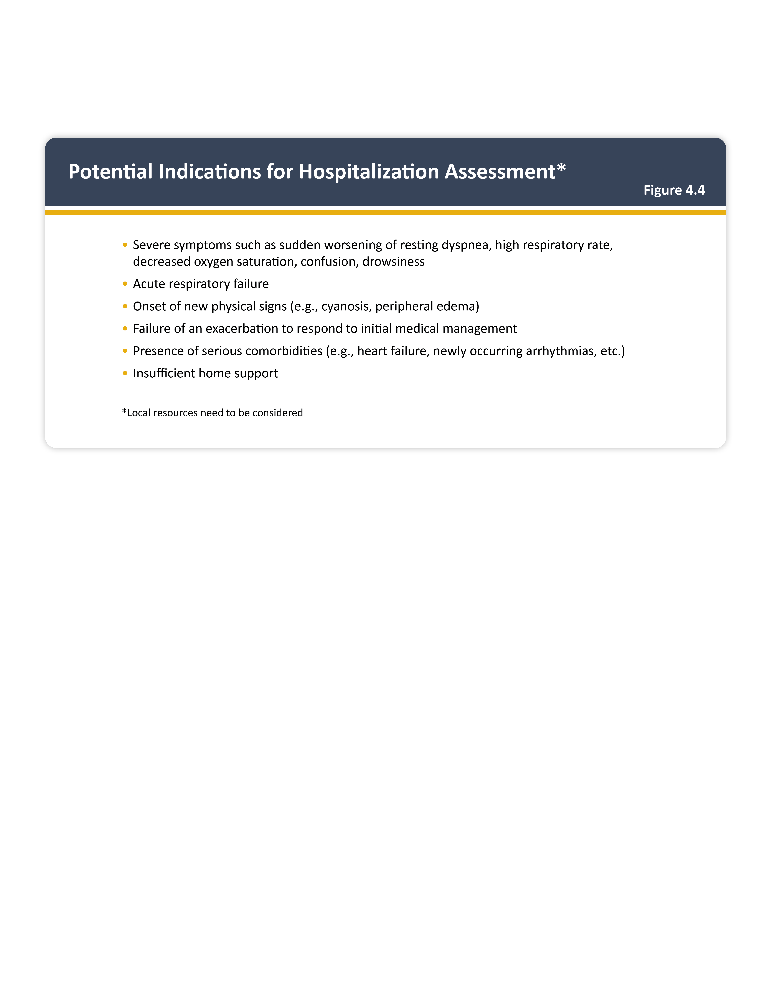 Potential Indications for Hospitalization Assessment*
Figure 4.4
• Severe symptoms such as sudden worsening of resting dyspnea, high respiratory rate,
decreased oxygen saturation, confusion, drowsiness
• Acute respiratory failure
• Onset of new physical signs (e.g., cyanosis, peripheral edema)
• Failure of an exacerbation to respond to initial medical management
• Presence of serious comorbidities (e.g., heart failure, newly occurring arrhythmias, etc.)
• Insufficient home support
*Local resources need to be considered